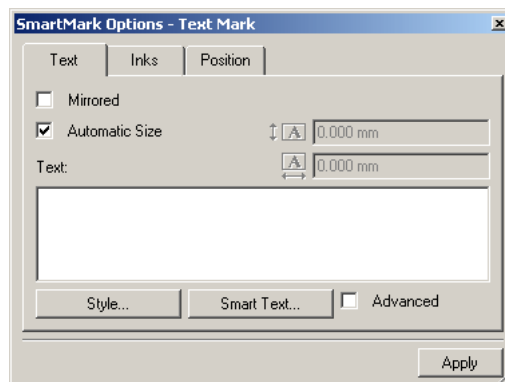 SmartMark Options - Text Mark
Text Inks Position
Mirrored
Automatic Size A 0.000 mm
Text: A 0.000 mm
Style... Smart Text... Advanced
Apply